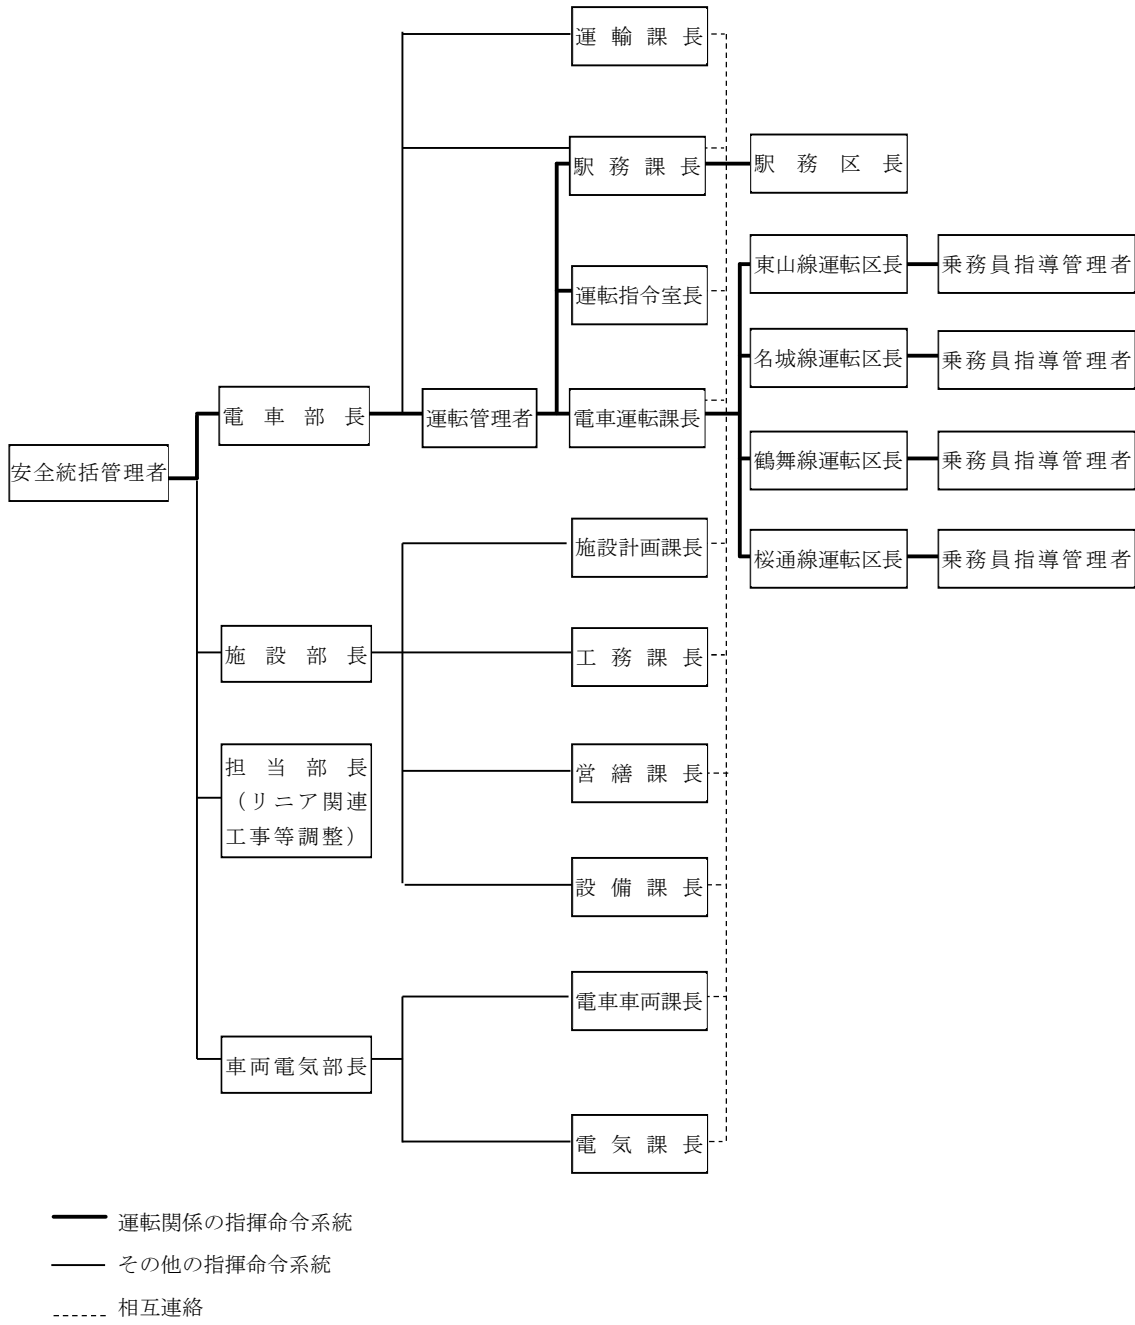 運輸課長
駅務課長
駅務区長
東山線運転区長
乗務員指導管理者
運転指令室長
名城線運転区長
乗務員指導管理者
電車部長
運転管理者
電車運転課長
鶴舞線運転区長
乗務員指導管理者
安全統括管理者
施設計画課長
桜通線運転区長
乗務員指導管理者
施設部長
工務課長
担当部長
（リニア関連
工事等調整）
営繕課長
設備課長
電車車両課長
車両電気部長
電気課長
運転関係の指揮命令系統
その他の指揮命令系統
相互連絡